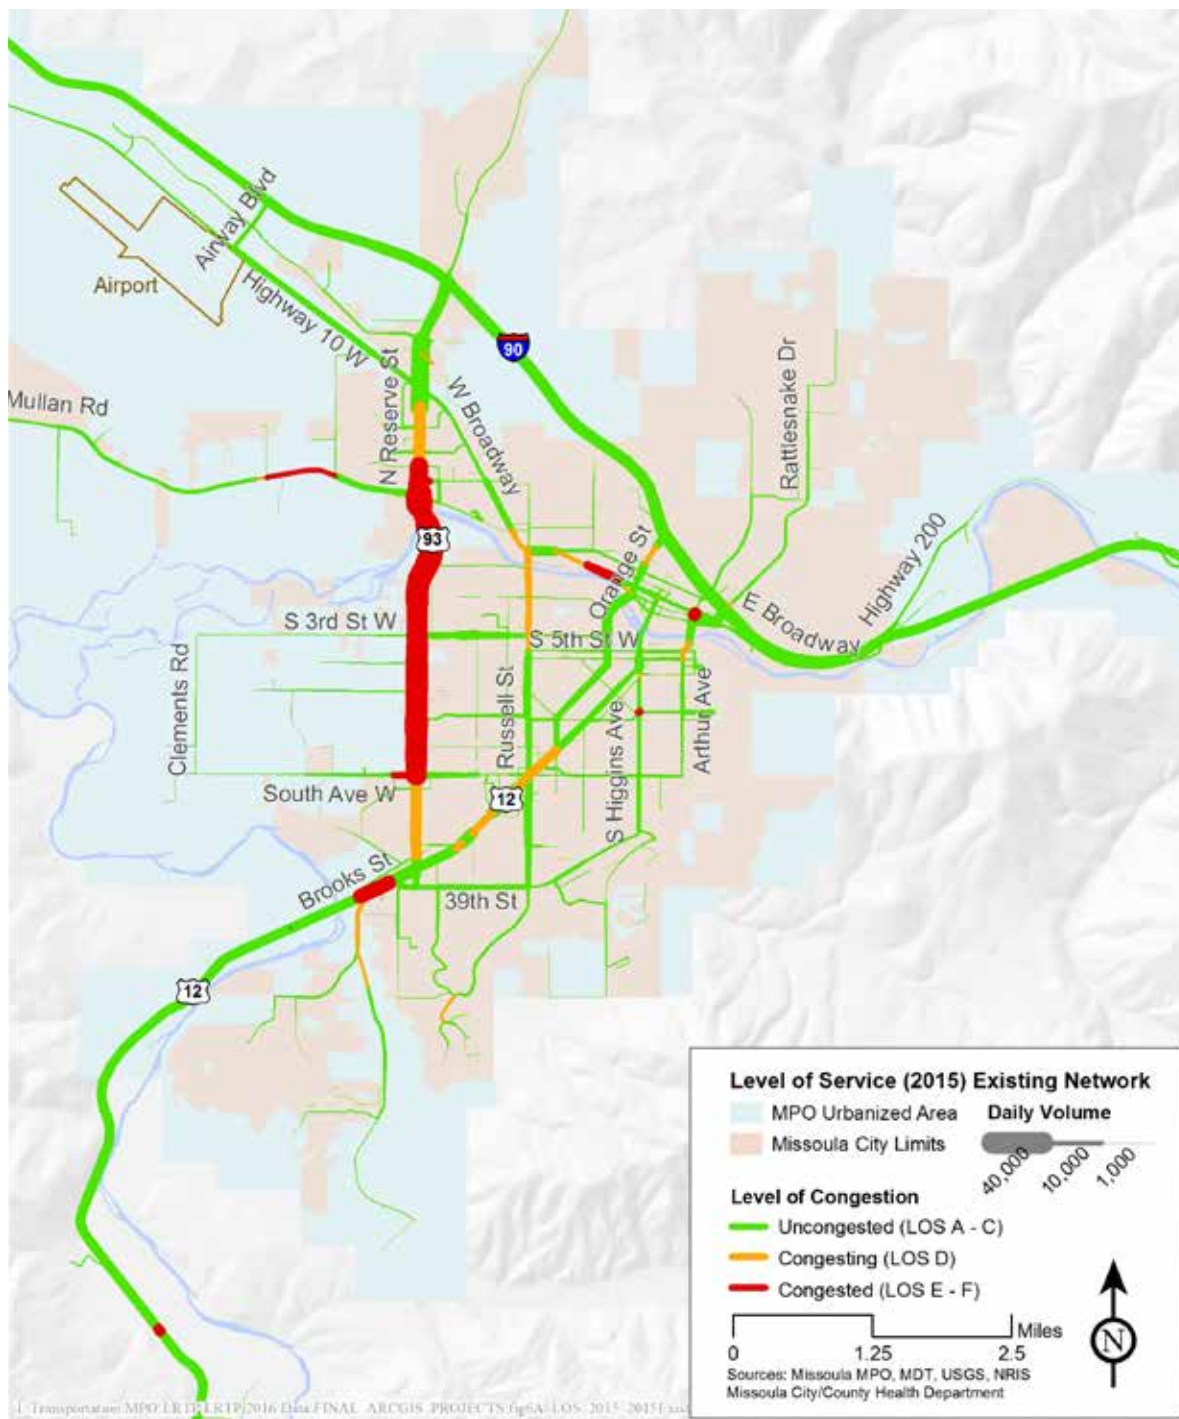 Airway Blvd
Airport
Highway 10 W
90
Mullan Rd
N Reserve St
W Broadway
Rattlesnake Dr
93
Orange St
Highway 200
E Broadway
S 3rd St W
S 5th St W
Clements Rd
Russell St
S Higgins Ave
Arthur Ave
South Ave W
12
Brooks St
39th St
12
Level of Service (2015) Existing Network
MPO Urbanized Area
Missoula City Limits
Daily Volume
40,000
10,000
1,000
Level of Congestion
Uncongested (LOS A - C)
Congesting (LOS D)
Congested (LOS E - F)
Miles
0 1.25 2.5
N
Sources: Missoula MPO, MDT, USGS, NRIS
Missoula City/County Health Department